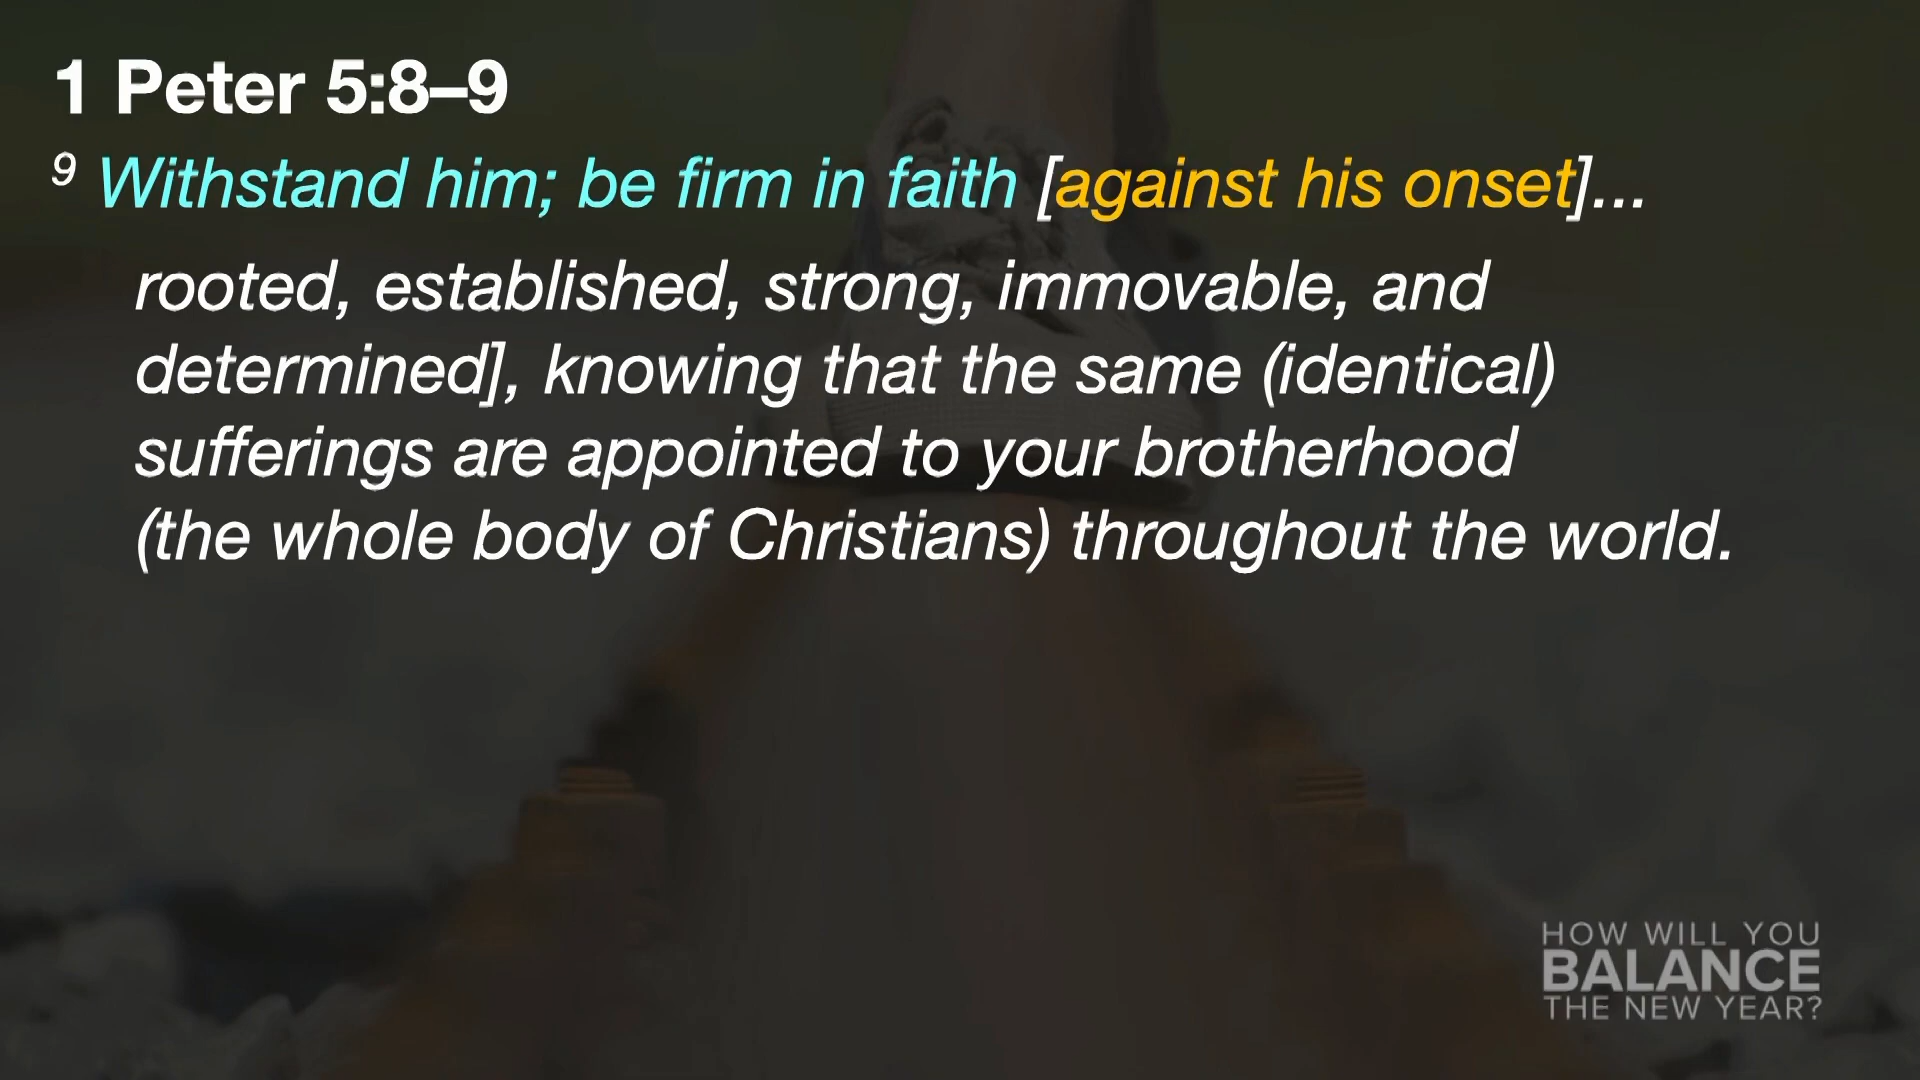 1 Peter 5:8–9
9 Withstand him; be firm in faith [against his onset]...
rooted, established, strong, immovable, and
determined], knowing that the same (identical)
sufferings are appointed to your brotherhood
(the whole body of Christians) throughout the world.
HOW WILL YOU
BALANCE
THE NEW YEAR?